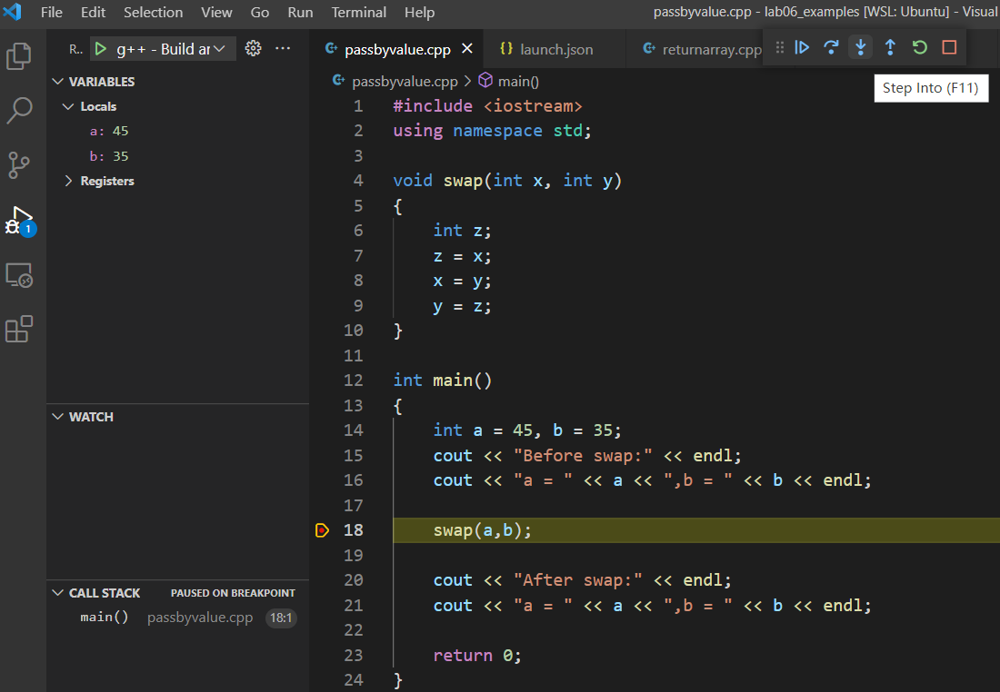 File Edit Selection View Go Run Terminal Help passbyvalue.cpp - lab06_examples [WSL: Ubuntu] - Visual
R.. g++ - Build ar ...
passbyvalue.cpp {} launch.json returnarray.cpp
passbyvalue.cpp > main()
Step Into (F11)
VARIABLES
Locals
a: 45
b: 35
Registers
WATCH
CALL STACK PAUSED ON BREAKPOINT
main() passbyvalue.cpp 18:1
1
1 #include <iostream>
2 using namespace std;
3
4 void swap(int x, int y)
5 {
6 int z;
7 z = x;
8 x = y;
9 y = z;
10 }
11
12 int main()
13 {
14 int a = 45, b = 35;
15 cout << "Before swap:" << endl;
16 cout << "a = " << a << ",b = " << b << endl;
17
18 swap(a,b);
19
20 cout << "After swap:" << endl;
21 cout << "a = " << a << ",b = " << b << endl;
22
23 return 0;
24 }